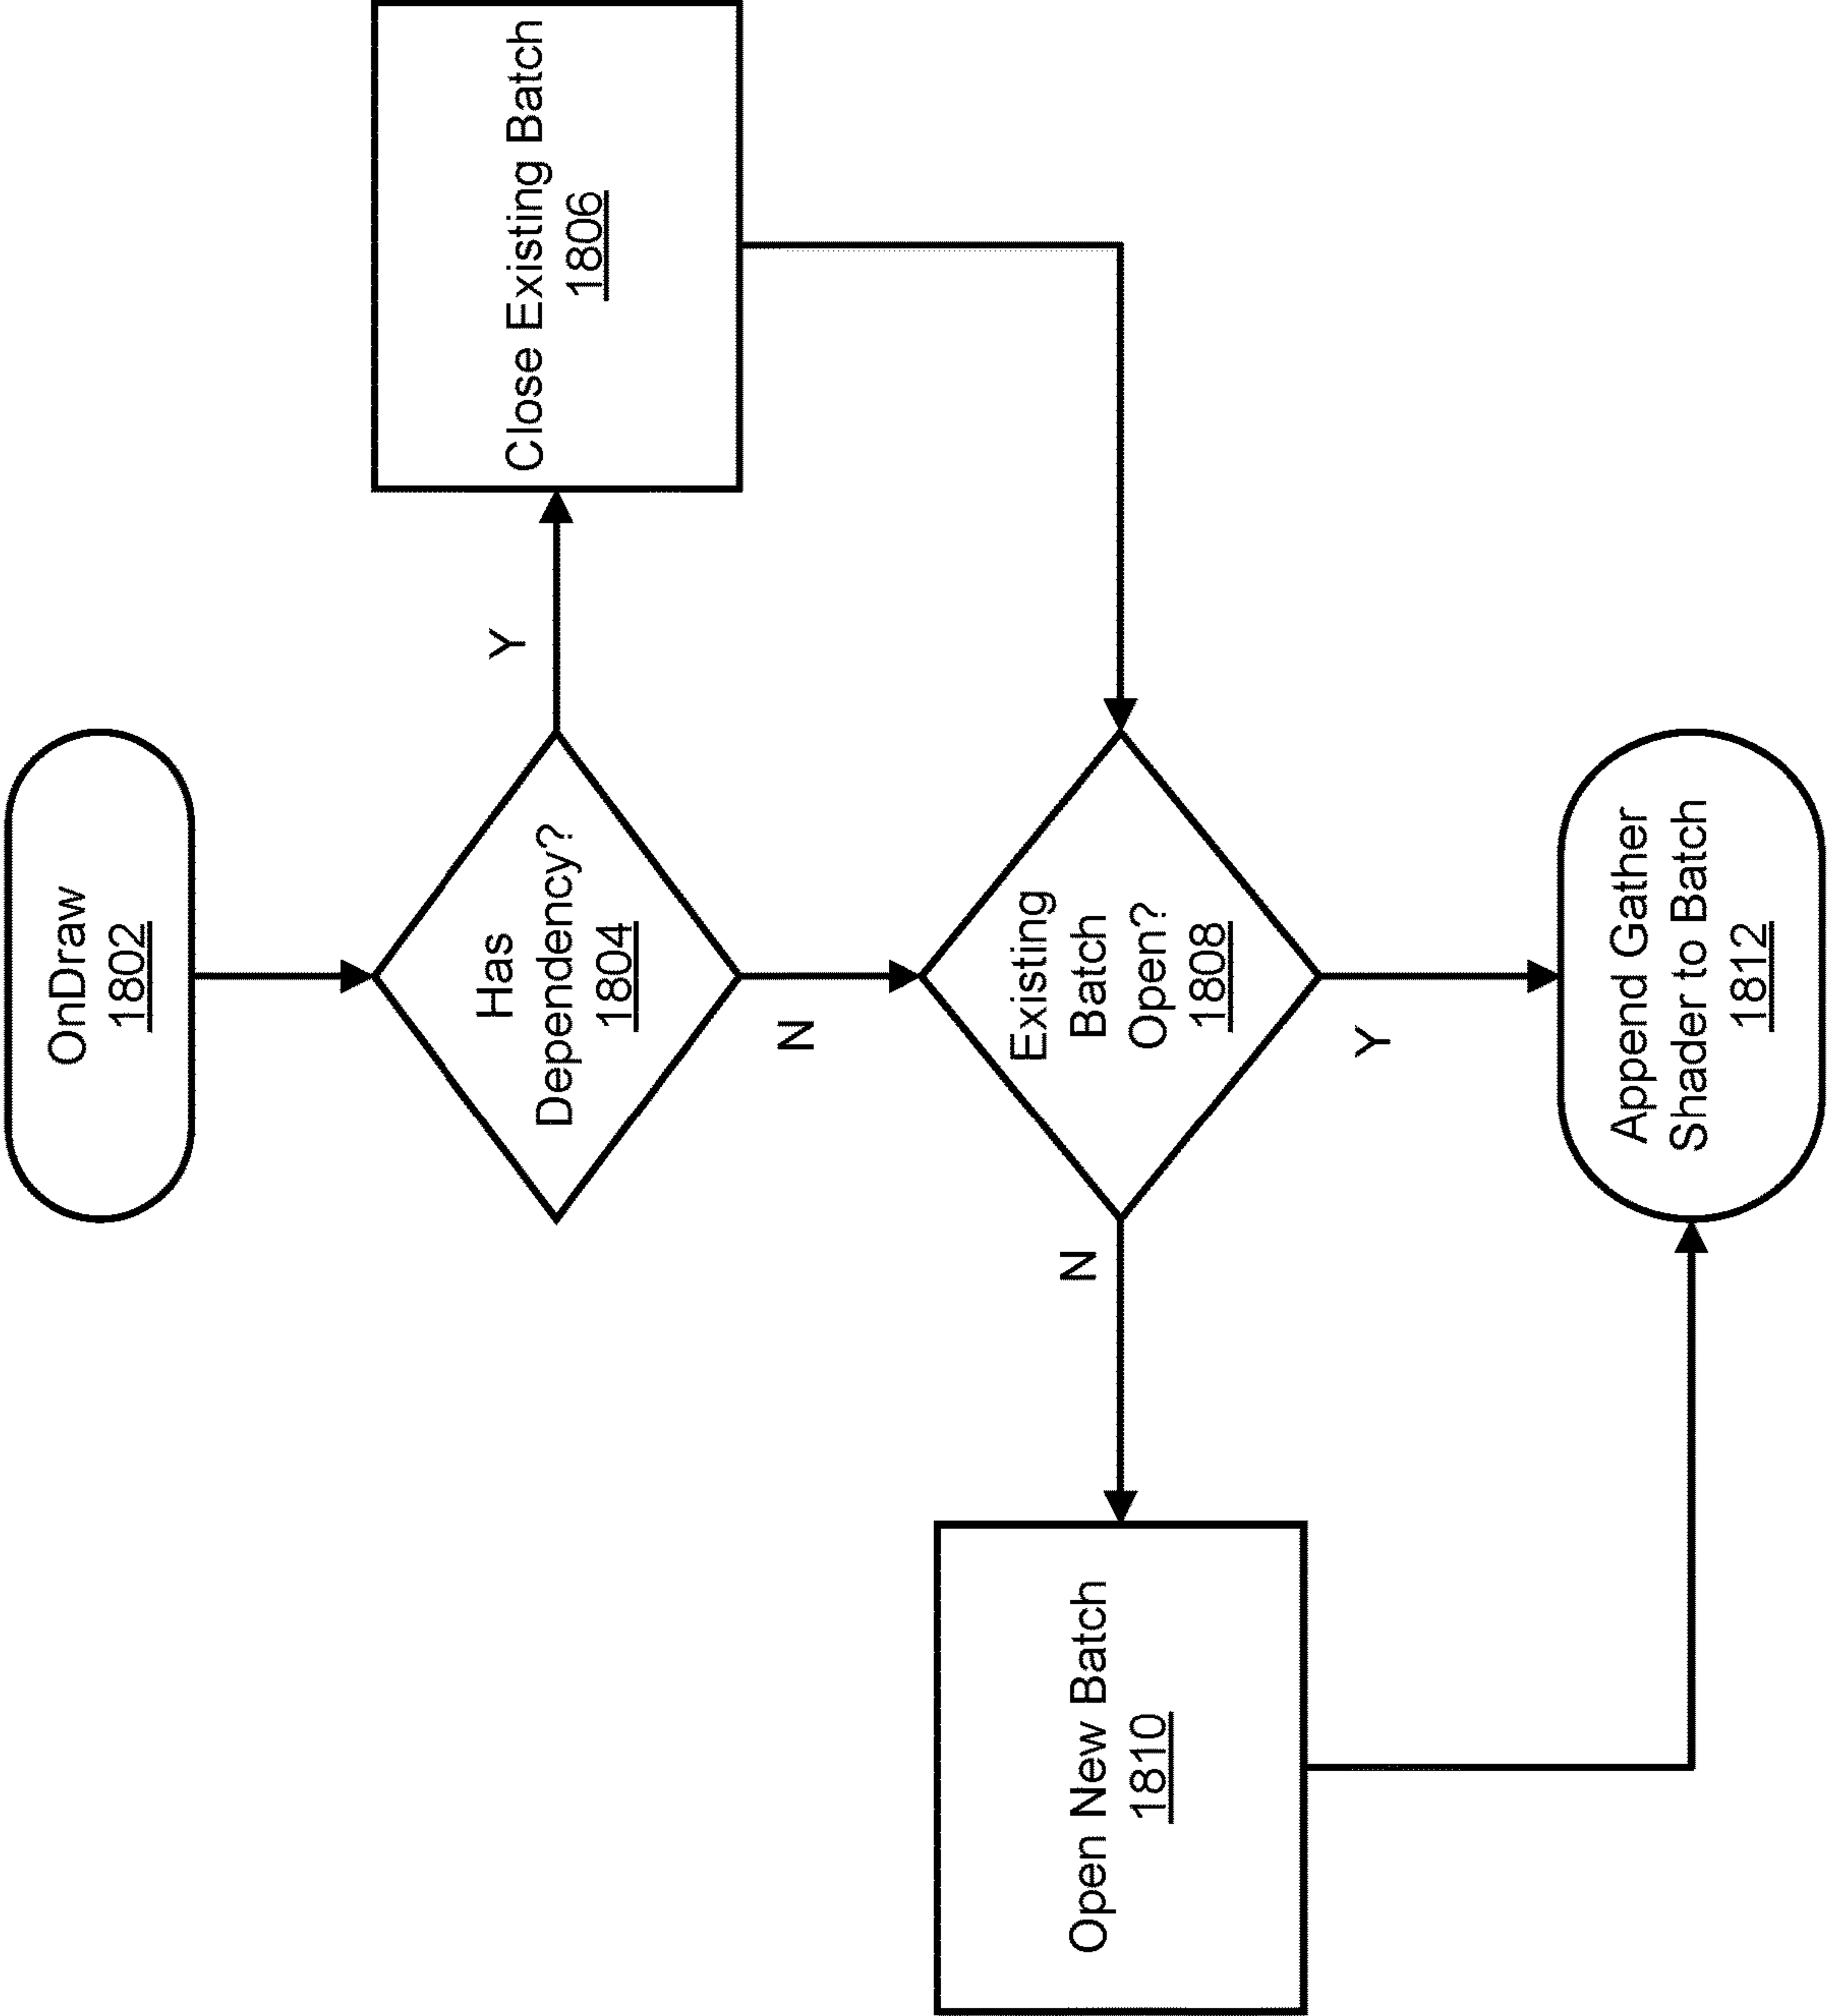 OnDraw
1802
Has
Dependency?
1804
Y
Close Existing Batch
1806
N
Existing
Batch
Open?
1808
N
Open New Batch
1810
Y
Append Gather
Shader to Batch
1812